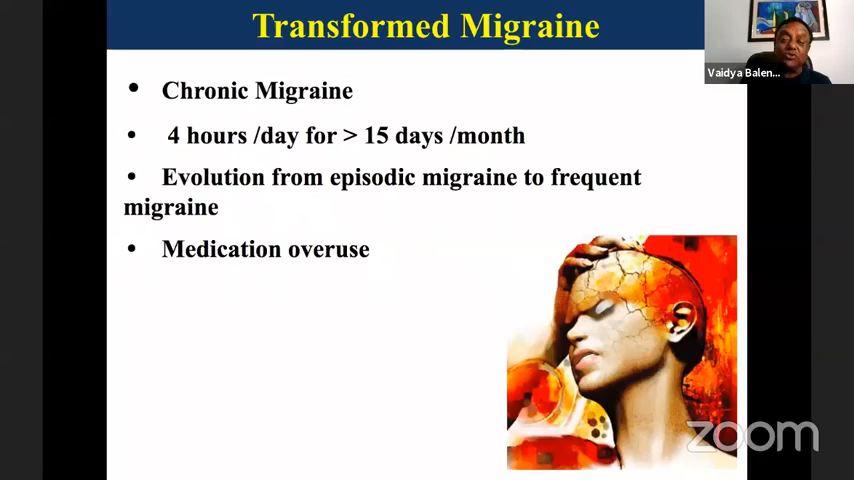 Transformed Migraine
Vaidya Balen...
• Chronic Migraine
• 4 hours /day for > 15 days /month
• Evolution from episodic migraine to frequent
migraine
• Medication overuse
zoom